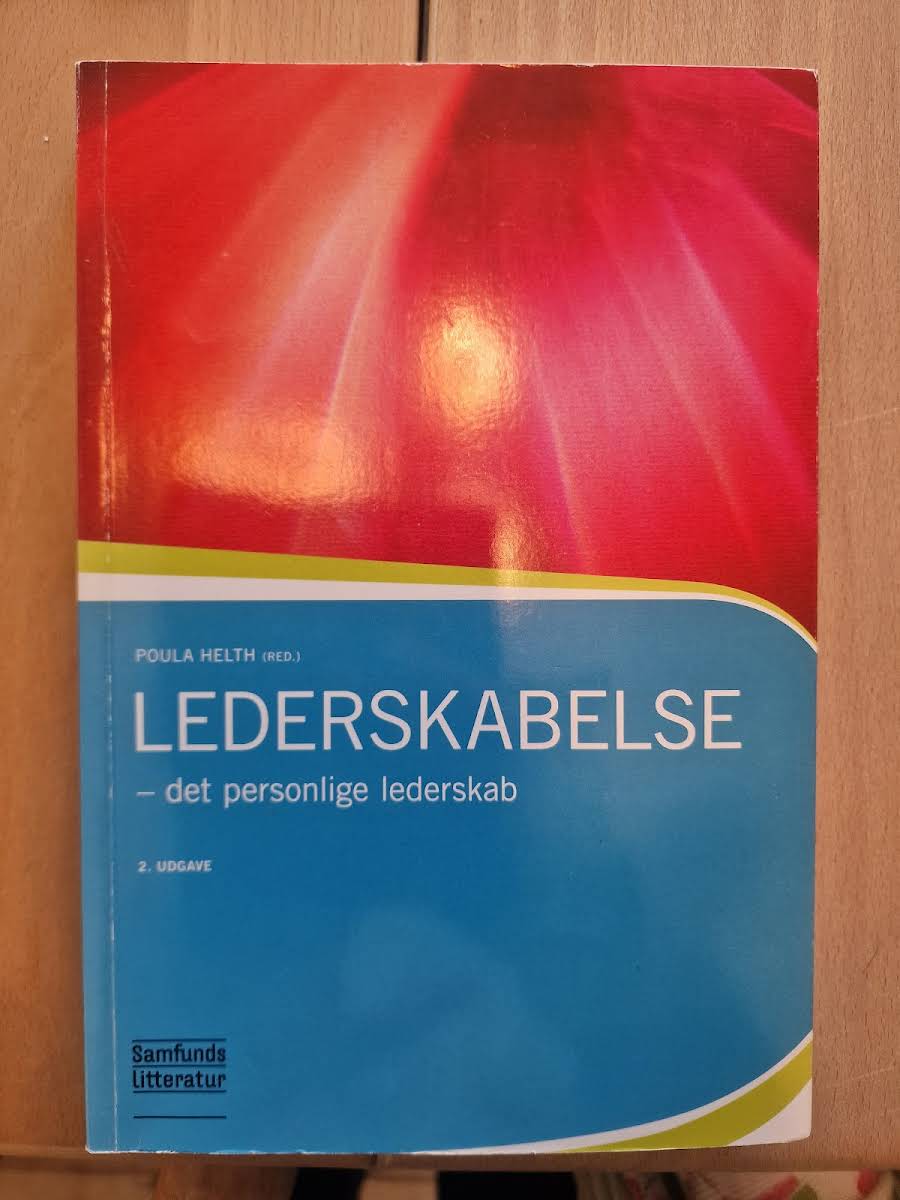 POULA HELTH (RED.)
LEDERSKABELSE
– det personlige lederskab
2. UDGAVE
Samfunds
litteratur